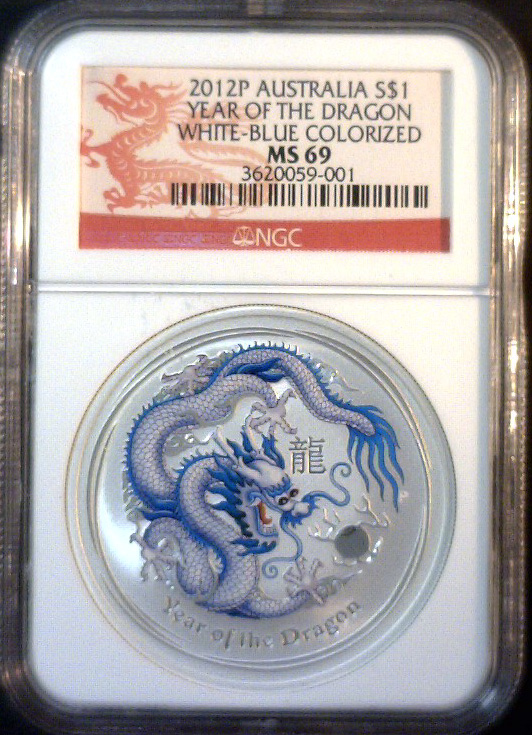 2012P AUSTRALIA S$1
YEAR OF THE DRAGON
WHITE-BLUE COLORIZED
MS 69
3620059-001
NGC
龍
Year of the Dragon